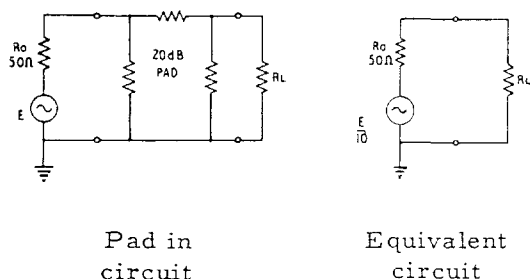 Ro
50Ω
E
20dB
PAD
RL
Pad in
circuit
Ro
50Ω
E
10
RL
Equivalent
circuit